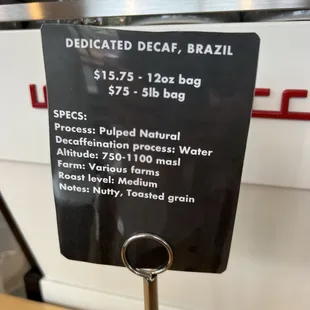 DEDICATED DECAF, BRAZIL
$15.75 - 12oz bag
$75 - 5lb bag
SPECS:
Process: Pulped Natural
Decaffeination process: Water
Altitude: 750-1100 masl
Farm: Various farms
Roast level: Medium
Notes: Nutty, Toasted grain